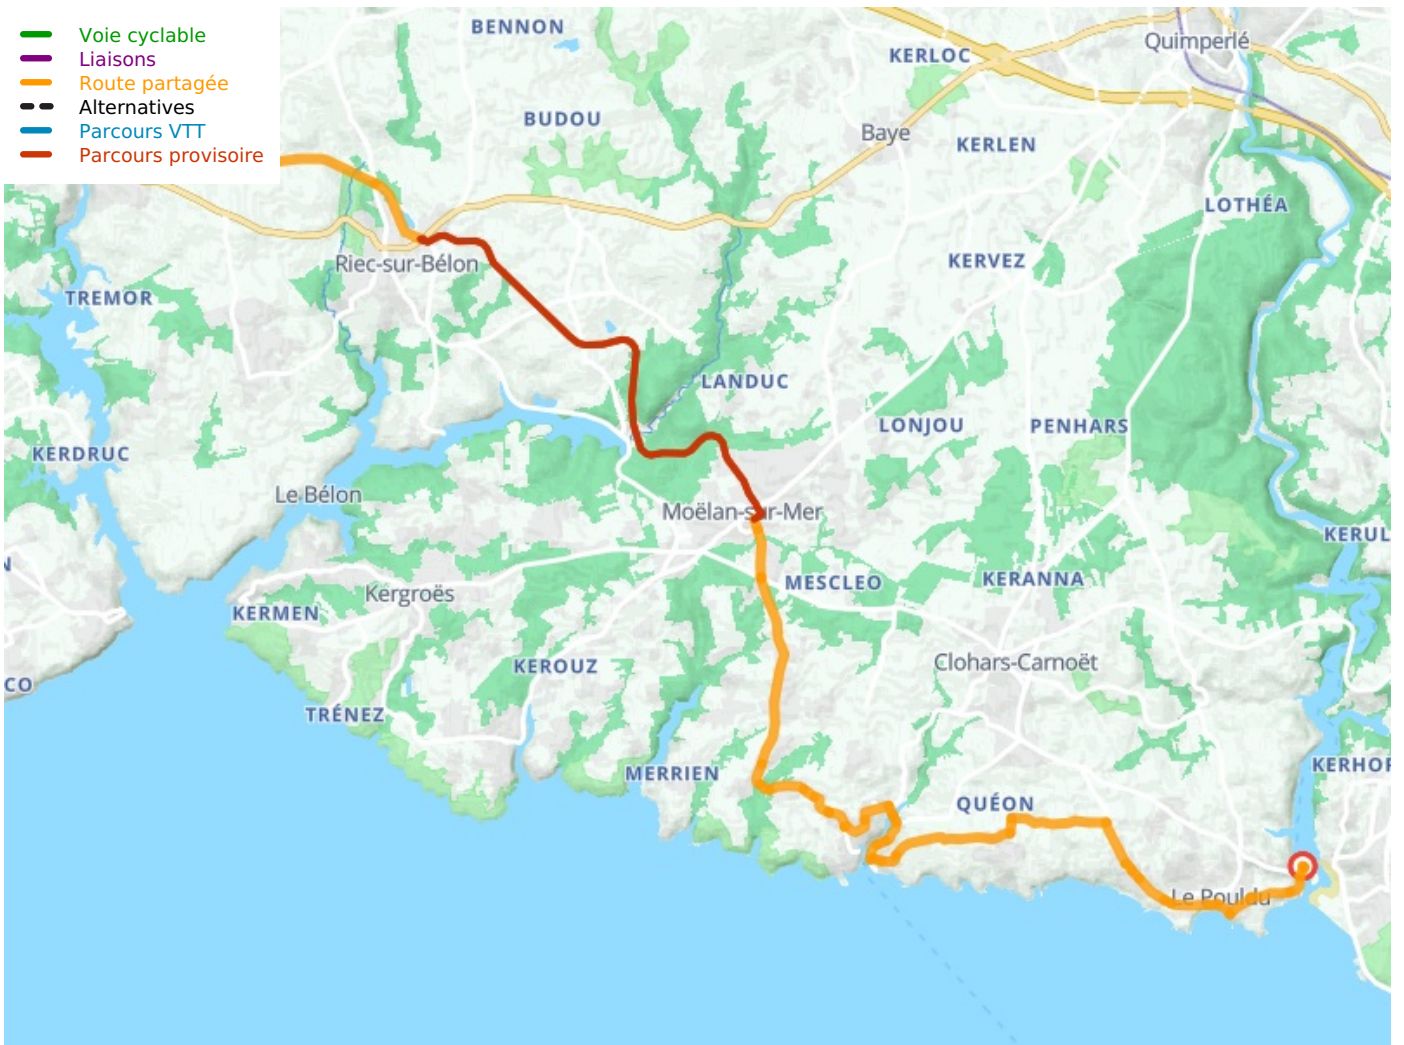 Voie cyclable
Liaisons
Route partagée
Alternatives
Parcours VTT
Parcours provisoire
BENNON
Quimperlé
KERLOC
BUDOU
Baye
KERLEN
LOTHÉA
Riec-sur-Bélon
KERVEZ
TREMOR
LANDUC
LONJOU
PENHARS
KERDRUC
Le Bélon
Moëlan-sur-Mer
KERUL
N
MESCLEO
KERANNA
Kergroës
KERMEN
KEROUZ
Clohars-Carnoët
CO
TRÉNEZ
MERRIEN
KERHOR
QUÉON
Le Pouldu